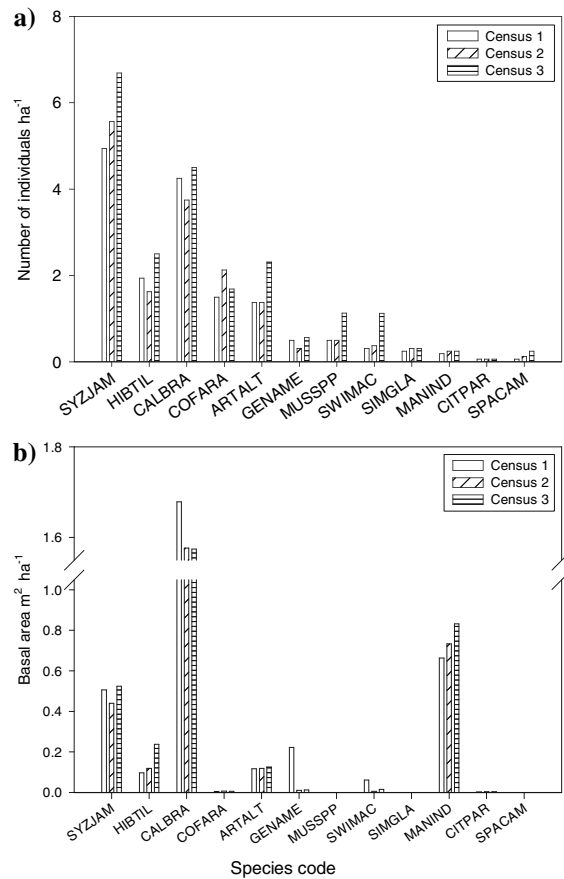 a)
8
6
4
2
0
Number of individuals ha-1
Census 1
Census 2
Census 3
SYZJAM
HIBTIL
CALBRA
COFARA
ARTALT
GENAME
MUSSPP
SWIMAC
SIMGLA
MANIND
CITPAR
SPACAM
b)
1.8
1.6
1.0
0.8
0.6
0.4
0.2
0.0
Basal area m2 ha-1
Census 1
Census 2
Census 3
SYZJAM
HIBTIL
CALBRA
COFARA
ARTALT
GENAME
MUSSPP
SWIMAC
SIMGLA
MANIND
CITPAR
SPACAM
Species code